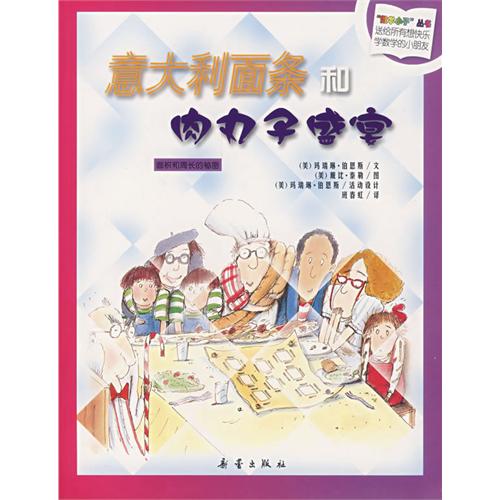 "数学小子"丛书
送给所有想快乐
学数学的小朋友
意大利面条和
肉丸子盛宴
面积和周长的秘密
(美)玛瑞琳·伯恩斯/文
(美)戴比·泰勒/图
(美)玛瑞琳·伯恩斯/活动设计
班春虹/译
新蕾出版社